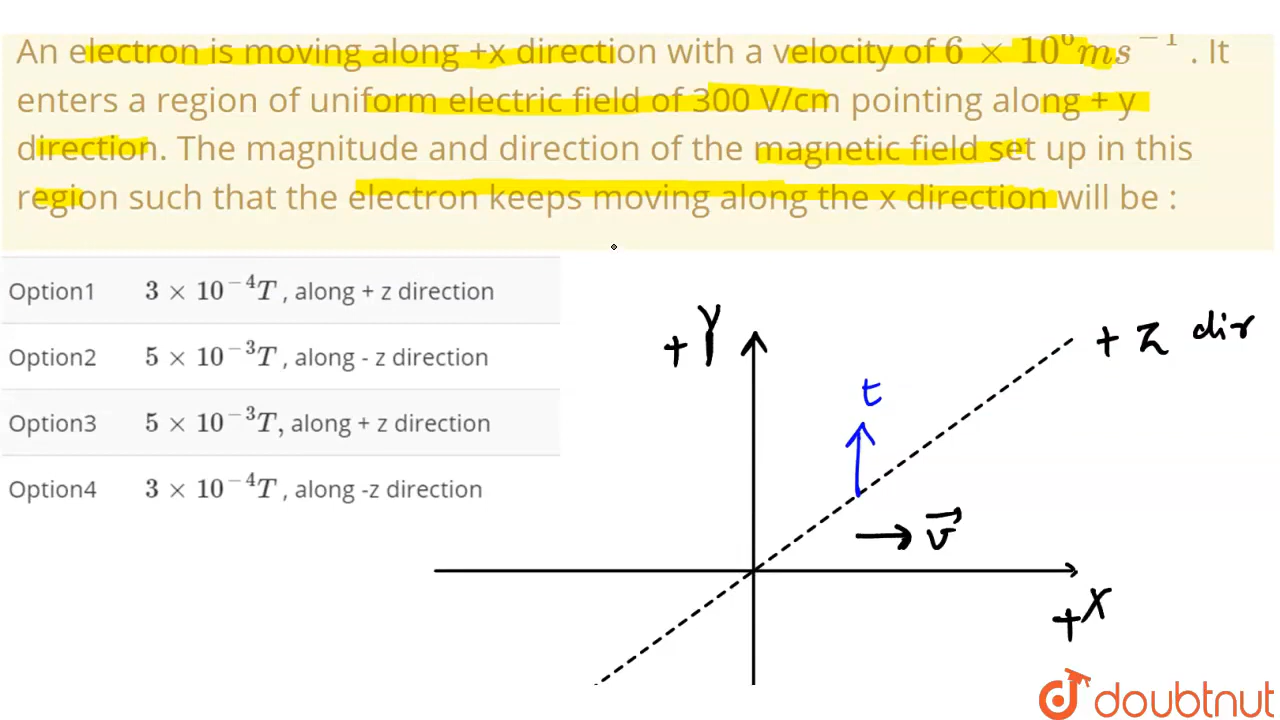 An electron is moving along +x direction with a velocity of 6 × 10⁶ms⁻¹ . It
enters a region of uniform electric field of 300 V/cm pointing along + y
direction. The magnitude and direction of the magnetic field set up in this
region such that the electron keeps moving along the x direction will be :
Option1 3 × 10⁻⁴T , along + z direction
Option2 5 × 10⁻³T , along - z direction
Option3 5 × 10⁻³T, along + z direction
Option4 3 × 10⁻⁴T , along -z direction
+Y
+ Z dir
t
v⃗
+X
doubtnut